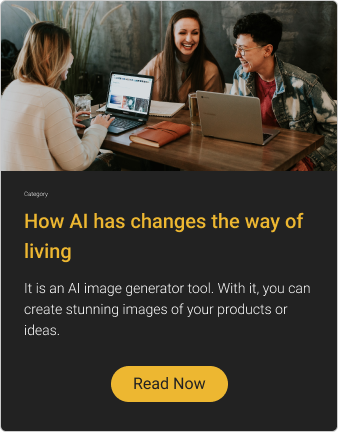 Category
How AI has changes the way of
living
It is an AI image generator tool. With it, you can
create stunning images of your products or
ideas.
Read Now